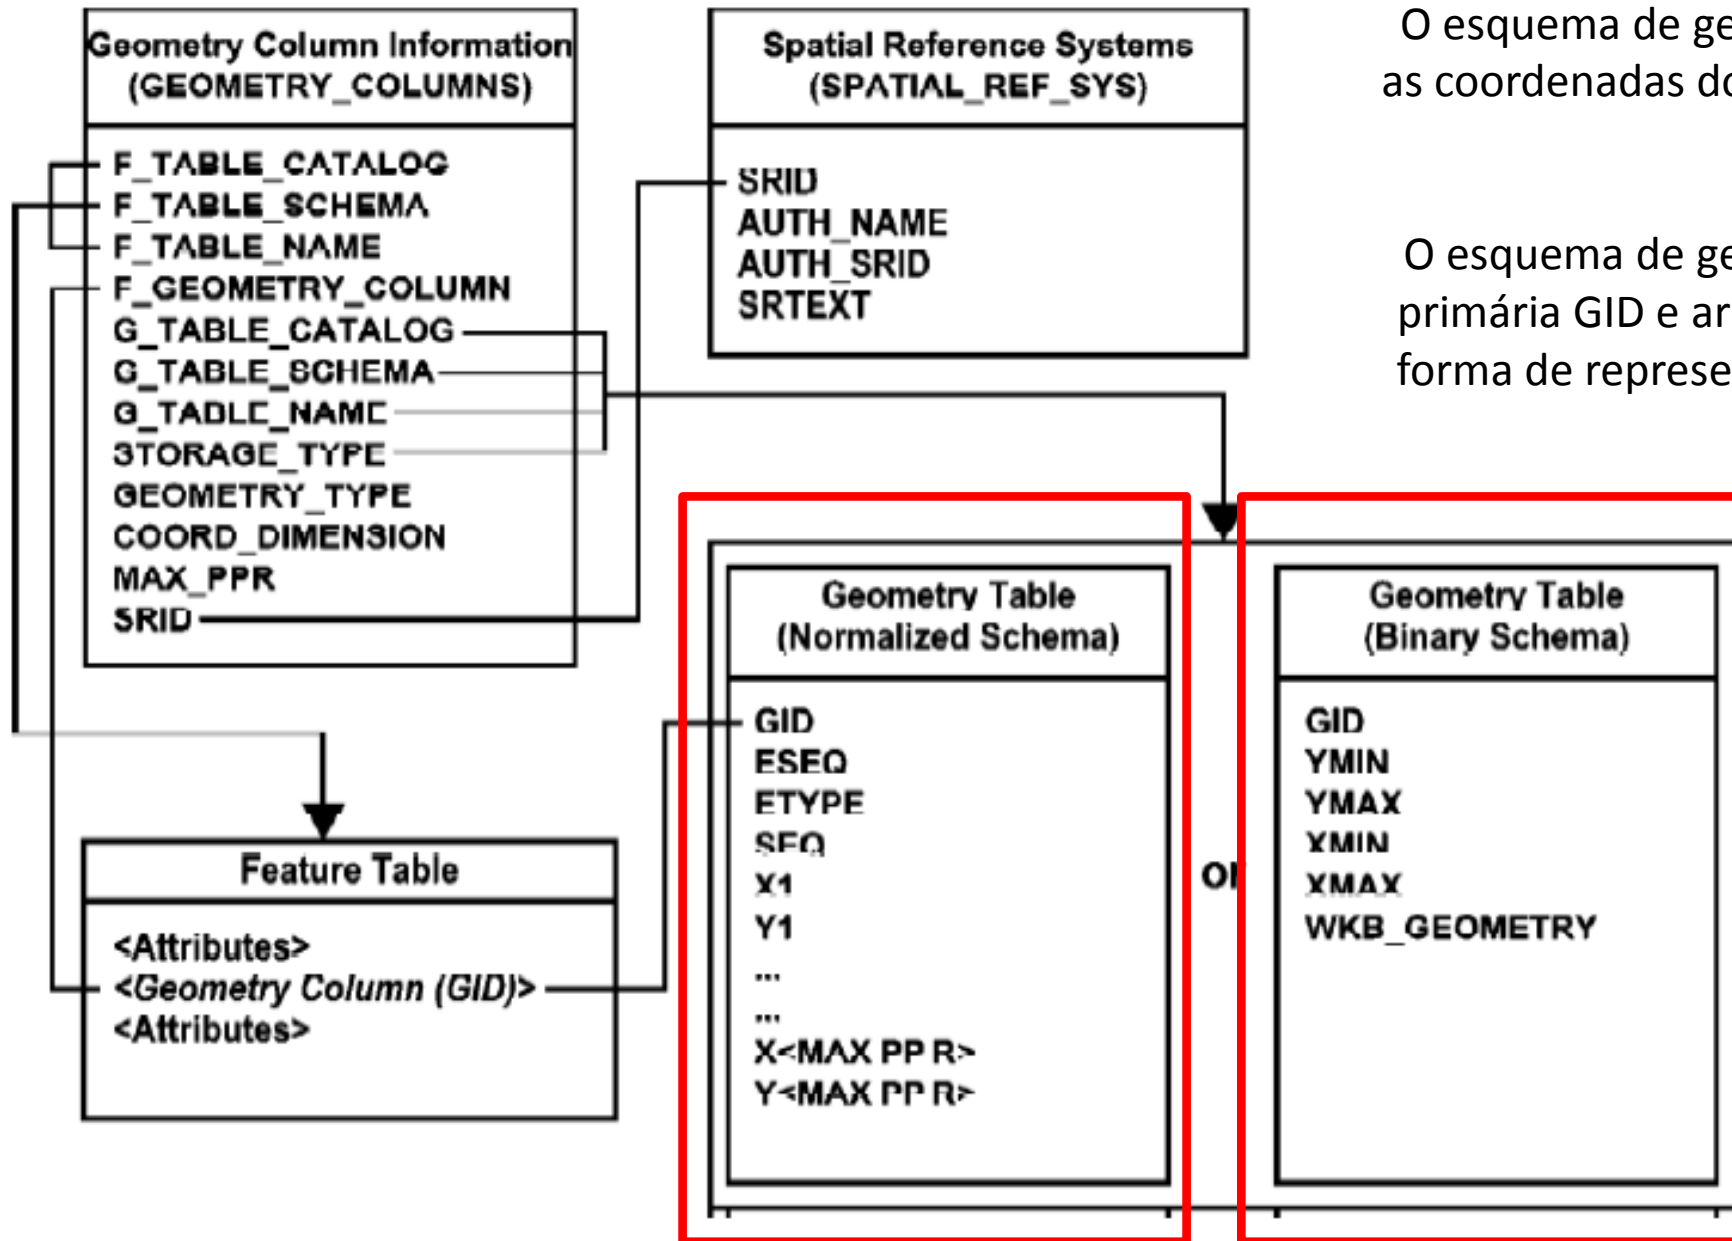 Geometry Column Information
(GEOMETRY_COLUMNS)
F_TABLE_CATALOG
F_TABLE_SCHEMA
F_TABLE_NAME
F_GEOMETRY_COLUMN
G_TABLE_CATALOG
G_TABLE_SCHEMA
G_TABLE_NAME
STORAGE_TYPE
GEOMETRY_TYPE
COORD_DIMENSION
MAX_PPR
SRID
Spatial Reference Systems
(SPATIAL_REF_SYS)
SRID
AUTH_NAME
AUTH_SRID
SRTEXT
O esquema de ge
as coordenadas do
O esquema de ge
primária GID e ar
forma de represe
Feature Table
<Attributes>
<Geometry Column (GID)>
<Attributes>
Geometry Table
(Normalized Schema)
GID
ESEQ
ETYPE
SEQ
X1
Y1
...
...
X<MAX PPR>
Y<MAX PPR>
Geometry Table
(Binary Schema)
GID
YMIN
YMAX
XMIN
XMAX
WKB_GEOMETRY